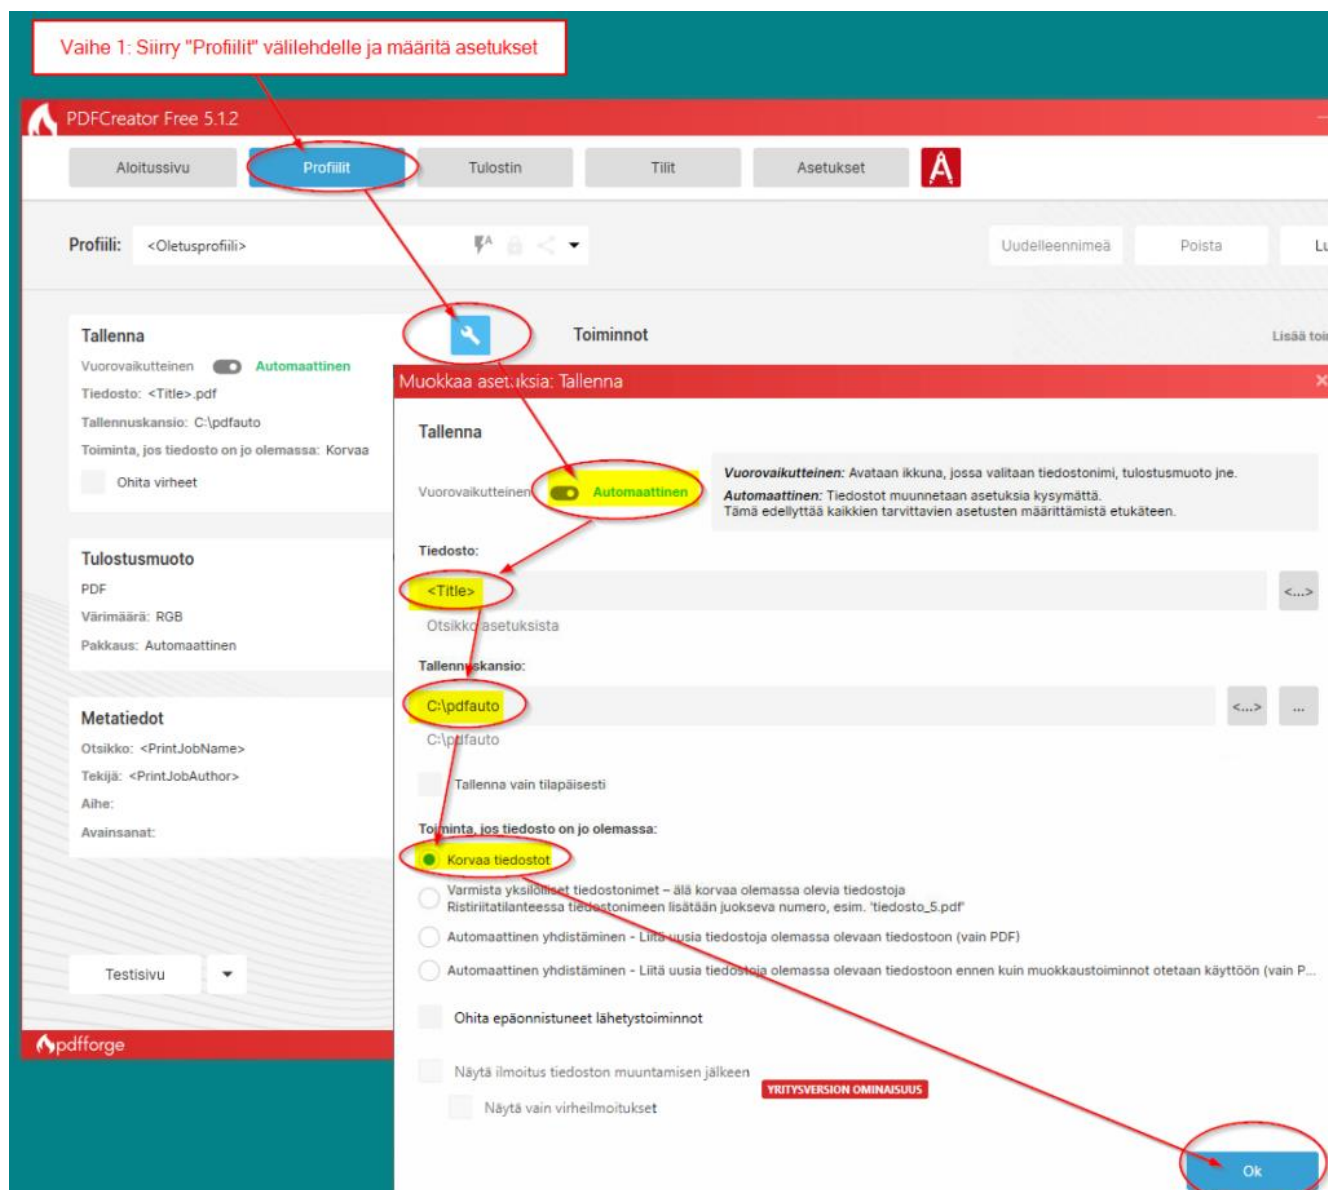 Vaihe 1: Siirry "Profiilit" välilehdelle ja määritä asetukset
PDFCreator Free 5.1.2
Aloitussivu
Profiilit
Tulostin
Tilit
Asetukset
Profiili:
<Oletusprofiili>
Uudelleennimeä
Poista
Lu
Tallenna
Vuorovaikutteinen Automaattinen
Tiedosto: <Title>.pdf
Tallennuskansio: C:\pdfauto
Toiminta, jos tiedosto on jo olemassa: Korvaa
Ohita virheet
Toiminnot
Lisää toin
Tulostusmuoto
PDF
Värimäärä: RGB
Pakkaus: Automaattinen
Metatiedot
Otsikko: <PrintJobName>
Tekijä: <PrintJobAuthor>
Aihe:
Avainsanat:
Testisivu
pdfforge
Muokkaa asetuksia: Tallenna
Tallenna
Vuorovaikutteinen Automaattinen
Vuorovaikutteinen: Avataan ikkuna, jossa valitaan tiedostonimi, tulostusmuoto jne.
Automaattinen: Tiedostot muunnetaan asetuksia kysymättä.
Tämä edellyttää kaikkien tarvittavien asetusten määrittämistä etukäteen.
Tiedosto:
<Title>
<...>
Otsikko asetuksista
Tallennuskansio:
C:\pdfauto
<...>
...
C:\pdfauto
Tallenna vain tilapäisesti
Toiminta, jos tiedosto on jo olemassa:
Korvaa tiedostot
Varmista yksilölliset tiedostonimet – älä korvaa olemassa olevia tiedostoja
Ristiriitatilanteessa tiedostonimeen lisätään juokseva numero, esim. 'tiedosto_5.pdf'
Automaattinen yhdistäminen - Liitä uusia tiedostoja olemassa olevaan tiedostoon (vain PDF)
Automaattinen yhdistäminen - Liitä uusia tiedostoja olemassa olevaan tiedostoon ennen kuin muokkaustoiminnot otetaan käyttöön (vain P...
Ohita epäonnistuneet lähetystoiminnot
Näytä ilmoitus tiedoston muuntamisen jälkeen
YRITYSVERSION OMINAISUUS
Näytä vain virheilmoitukset
Ok